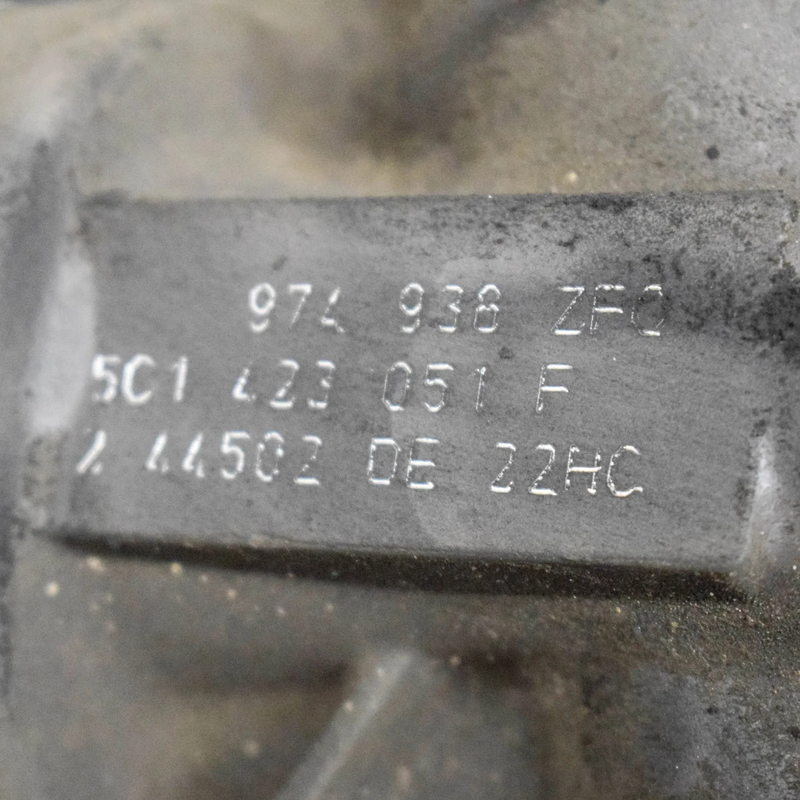 974 938 ZFC
5C1 423 051 F
A 44502 DE 22HC